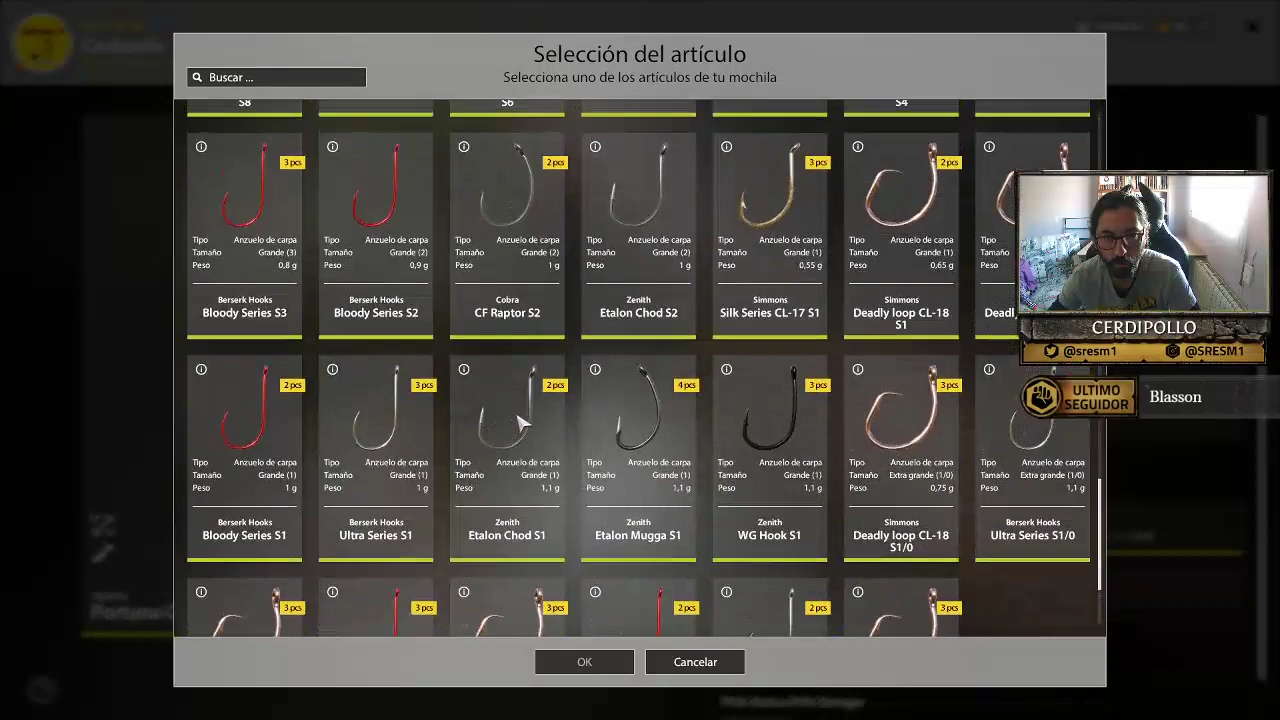 Selección del artículo
Buscar ...
Selecciona uno de los artículos de tu mochila
S8
S6
S4
3 pcs
Tipo Anzuelo de carpa
Tamaño Grande (3)
Peso 0,8 g
Berserk Hooks
Bloody Series S3
Tipo Anzuelo de carpa
Tamaño Grande (2)
Peso 0,9 g
Berserk Hooks
Bloody Series S2
2 pcs
Tipo Anzuelo de carpa
Tamaño Grande (2)
Peso 1 g
Cobra
CF Raptor S2
Tipo Anzuelo de carpa
Tamaño Grande (2)
Peso 1 g
Zenith
Etalon Chod S2
3 pcs
Tipo Anzuelo de carpa
Tamaño Grande (1)
Peso 0,55 g
Simmons
Silk Series CL-17 S1
2 pcs
Tipo Anzuelo de carpa
Tamaño Grande (1)
Peso 0,65 g
Simmons
Deadly loop CL-18
S1
Tipo
Tamaño
Peso
CERDIPOLLO
@sresm1
@SRESM1
ULTIMO
SEGUIDOR
Blasson
2 pcs
Tipo Anzuelo de carpa
Tamaño Grande (1)
Peso 1 g
Berserk Hooks
Bloody Series S1
3 pcs
Tipo Anzuelo de carpa
Tamaño Grande (1)
Peso 1 g
Berserk Hooks
Ultra Series S1
2 pcs
Tipo Anzuelo de carpa
Tamaño Grande (1)
Peso 1,1 g
Zenith
Etalon Chod S1
4 pcs
Tipo Anzuelo de carpa
Tamaño Grande (1)
Peso 1,1 g
Zenith
Etalon Mugga S1
3 pcs
Tipo Anzuelo de carpa
Tamaño Grande (1)
Peso 1,1 g
Zenith
WG Hook S1
3 pcs
Tipo Anzuelo de carpa
Tamaño Extra grande (1/0)
Peso 0,75 g
Simmons
Deadly loop CL-18
S1/0
Tipo Anzuelo de carpa
Tamaño Extra grande (1/0)
Peso 1,1 g
Berserk Hooks
Ultra Series S1/0
3 pcs
3 pcs
3 pcs
2 pcs
2 pcs
3 pcs
OK
Cancelar